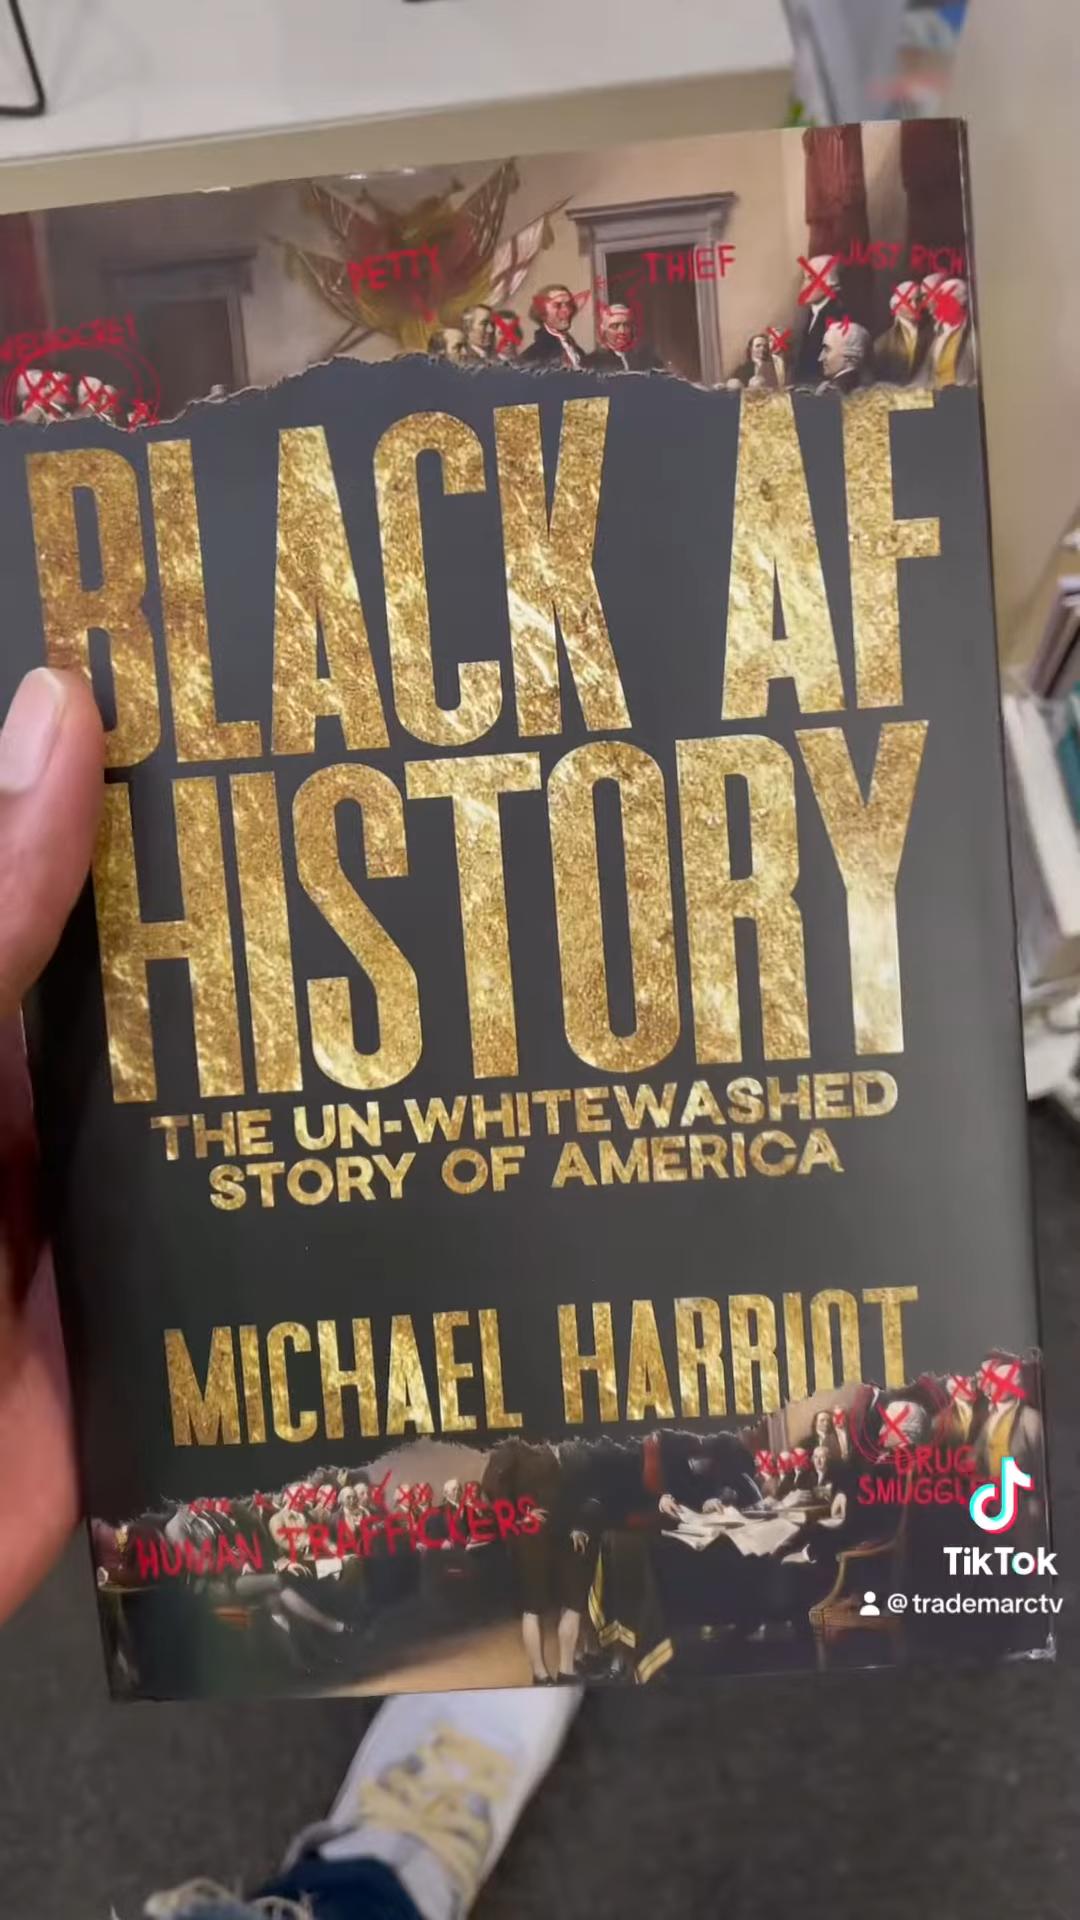 PETTY
THIEF
JUST RICH
MEDIOCRE
BLACK AF
HISTORY
THE UN-WHITEWASHED
STORY OF AMERICA
MICHAEL HARRIOT
DRUG
HUMAN TRAFFICKERS
TikTok
@trademarctv